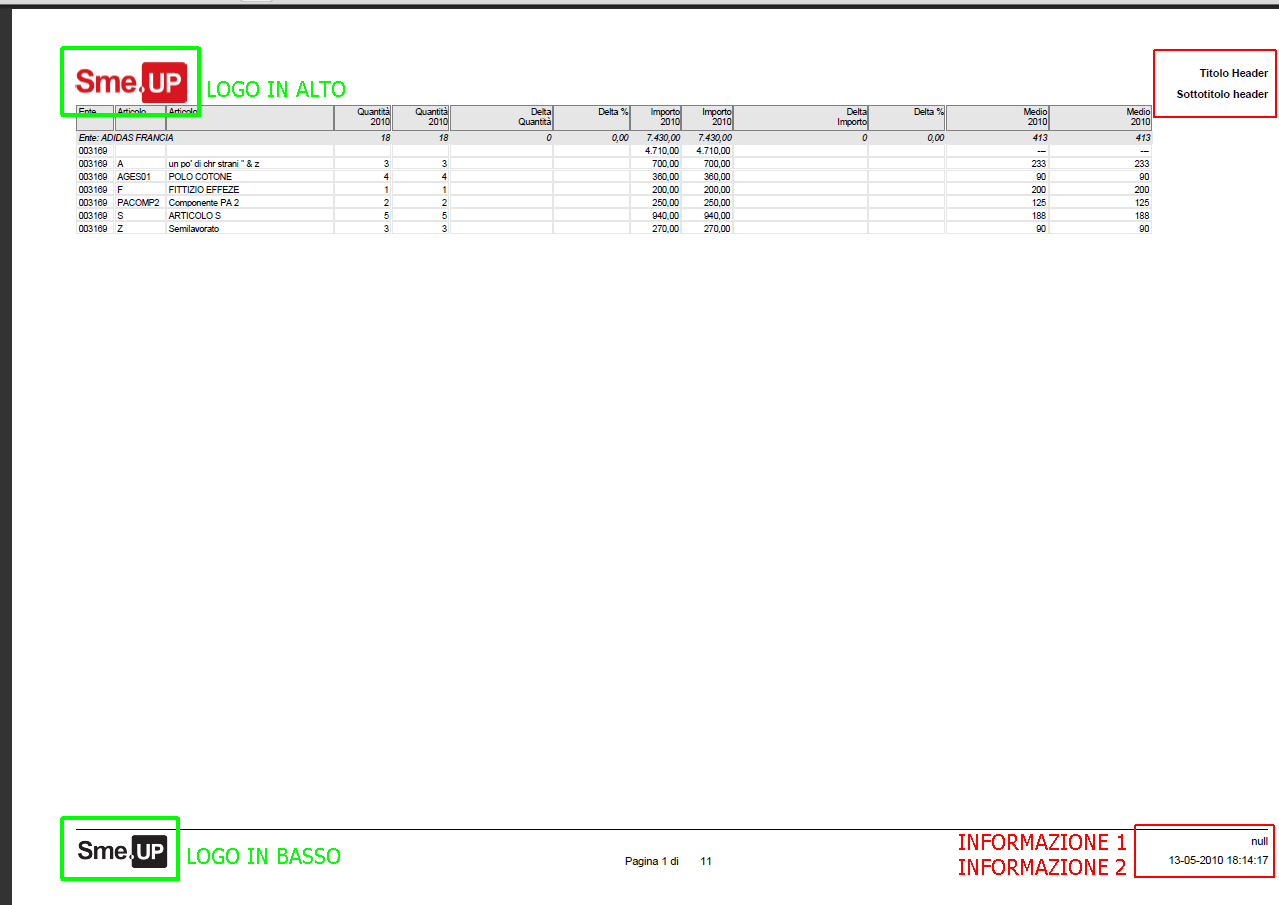 Sme.UP LOGO IN ALTO
Titolo Header
Sottotitolo header
Ente Articolo Articolo Quantità 2010 Quantità 2010 Delta Quantità Delta % Importo 2010 Importo 2010 Delta Importo Delta % Medio 2010 Medio 2010
Ente: ADIDAS FRANCIA 18 18 0 0,00 7.430,00 7.430,00 0 0,00 413 413
003169 4.710,00 4.710,00 --- ---
003169 A un po' di chr strani " & z 3 3 700,00 700,00 233 233
003169 AGES01 POLO COTONE 4 4 360,00 360,00 90 90
003169 F FITTIZIO EFFEZE 1 1 200,00 200,00 200 200
003169 PACOMP2 Componente PA 2 2 2 250,00 250,00 125 125
003169 S ARTICOLO S 5 5 940,00 940,00 188 188
003169 Z Semilavorato 3 3 270,00 270,00 90 90
Sme.UP LOGO IN BASSO
Pagina 1 di 11
INFORMAZIONE 1 null
INFORMAZIONE 2 13-05-2010 18:14:17